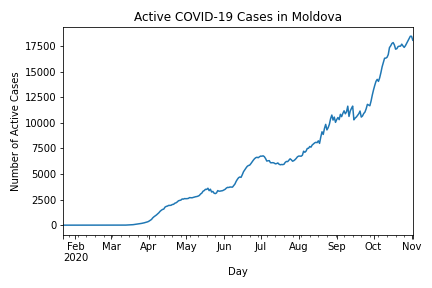 Active COVID-19 Cases in Moldova
Number of Active Cases
17500
15000
12500
10000
7500
5000
2500
0
Feb Mar Apr May Jun Jul Aug Sep Oct Nov
2020
Day